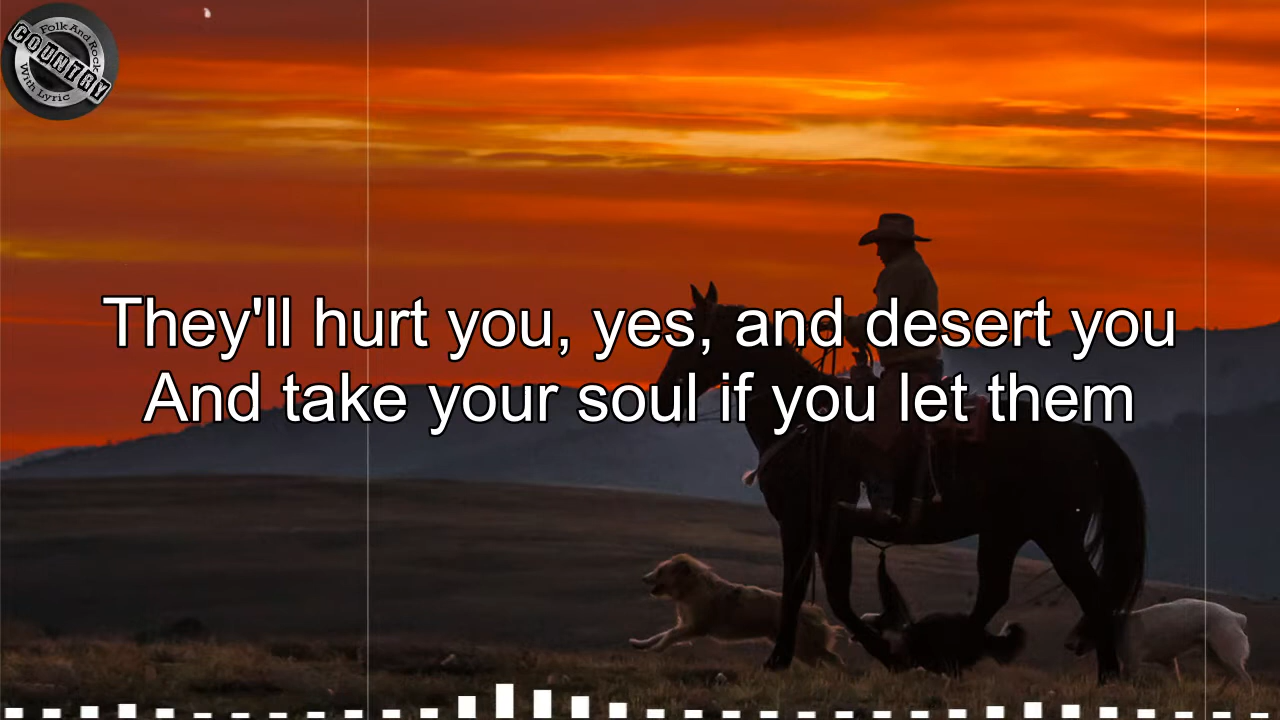 Folk And Rock
COUNTRY
With Lyric
They'll hurt you, yes, and desert you
And take your soul if you let them